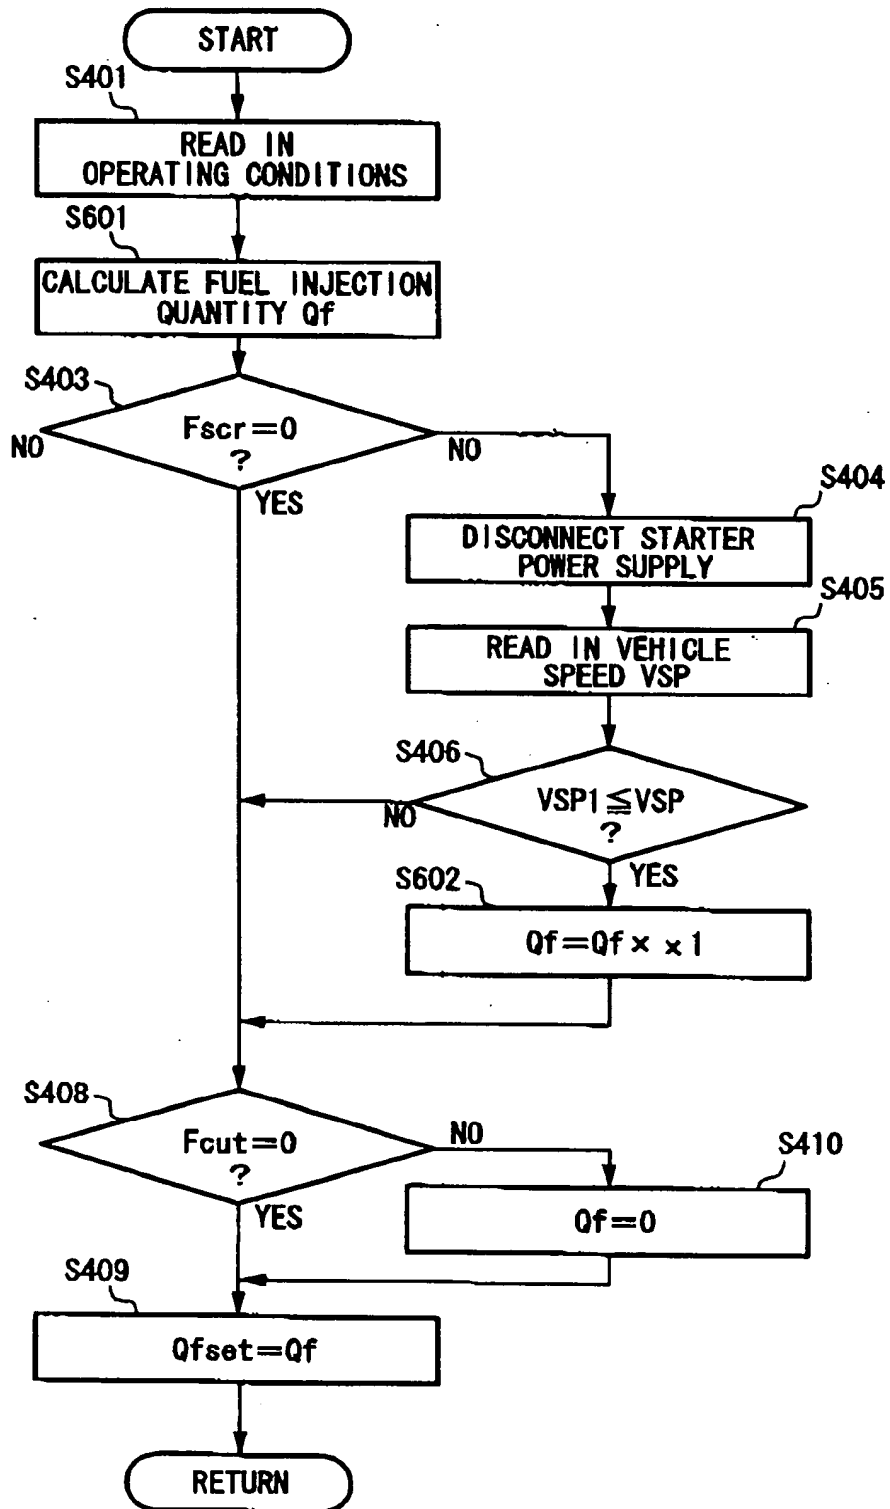 START
S401
READ IN
OPERATING CONDITIONS
S601
CALCULATE FUEL INJECTION
QUANTITY Qf
S403
Fscr=0
?
NO
NO
YES
S404
DISCONNECT STARTER
POWER SUPPLY
S405
READ IN VEHICLE
SPEED VSP
S406
VSP1≦VSP
?
NO
YES
S602
Qf=Qf× x1
S408
Fcut=0
?
NO
YES
S410
Qf=0
S409
Qfset=Qf
RETURN